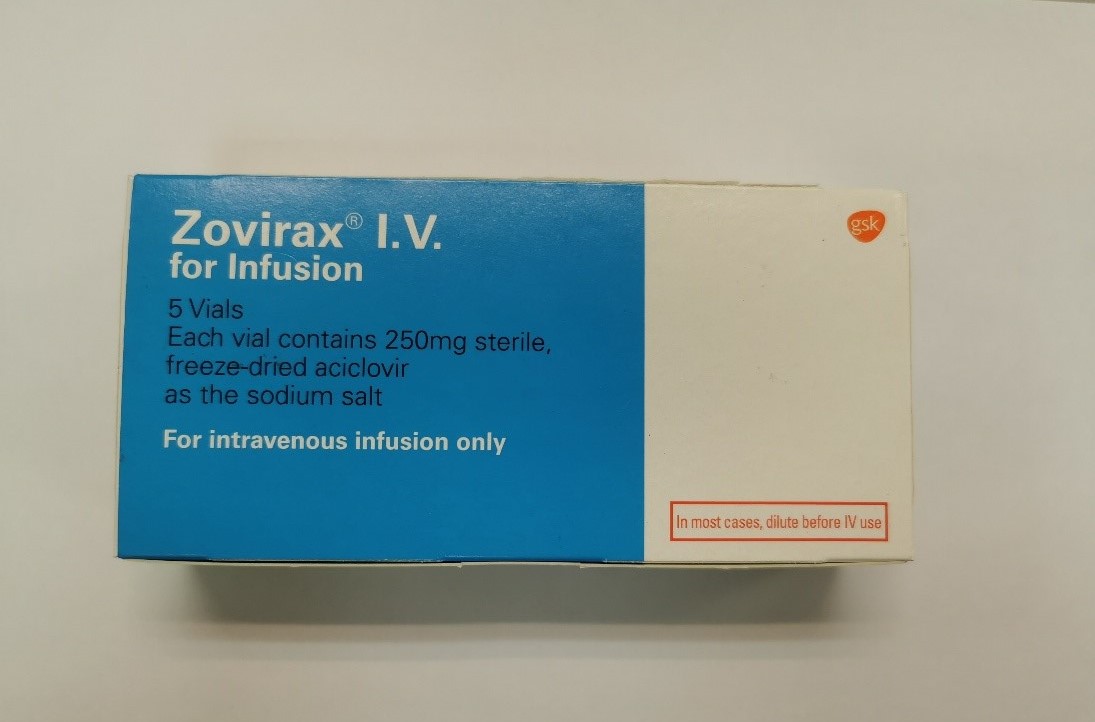 Zovirax® I.V.
for Infusion
5 Vials
Each vial contains 250mg sterile,
freeze-dried aciclovir
as the sodium salt
For intravenous infusion only
gsk
In most cases, dilute before IV use